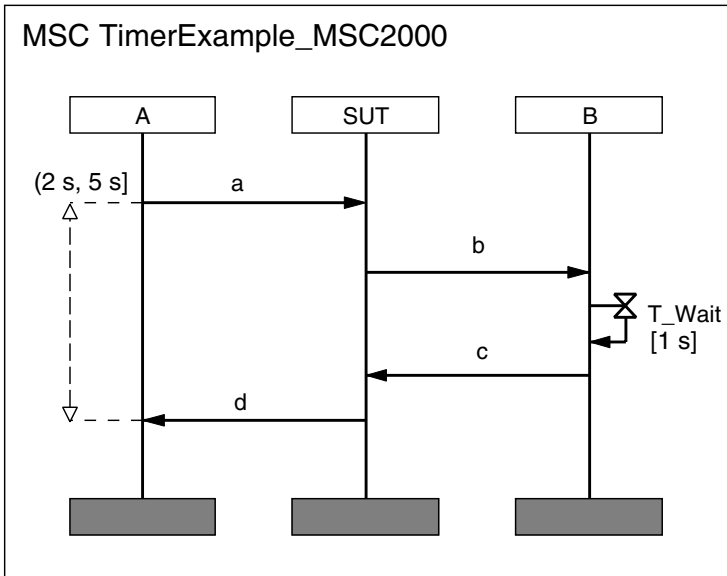 MSC TimerExample_MSC2000
A
SUT
B
(2 s, 5 s]
a
b
T_Wait
[1 s]
c
d